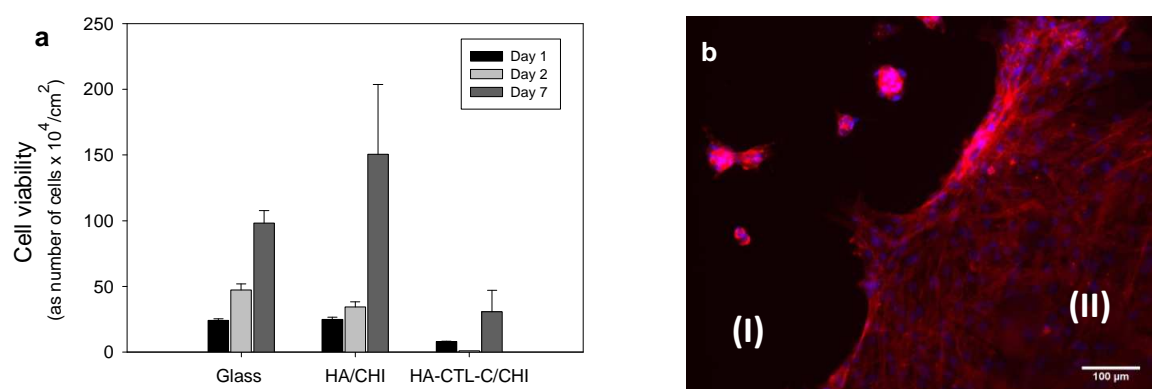 a
250
200
150
100
50
0
Cell viability
(as number of cells x 10⁴/cm²)
Day 1
Day 2
Day 7
Glass
HA/CHI
HA-CTL-C/CHI
b
(I)
(II)
100 µm